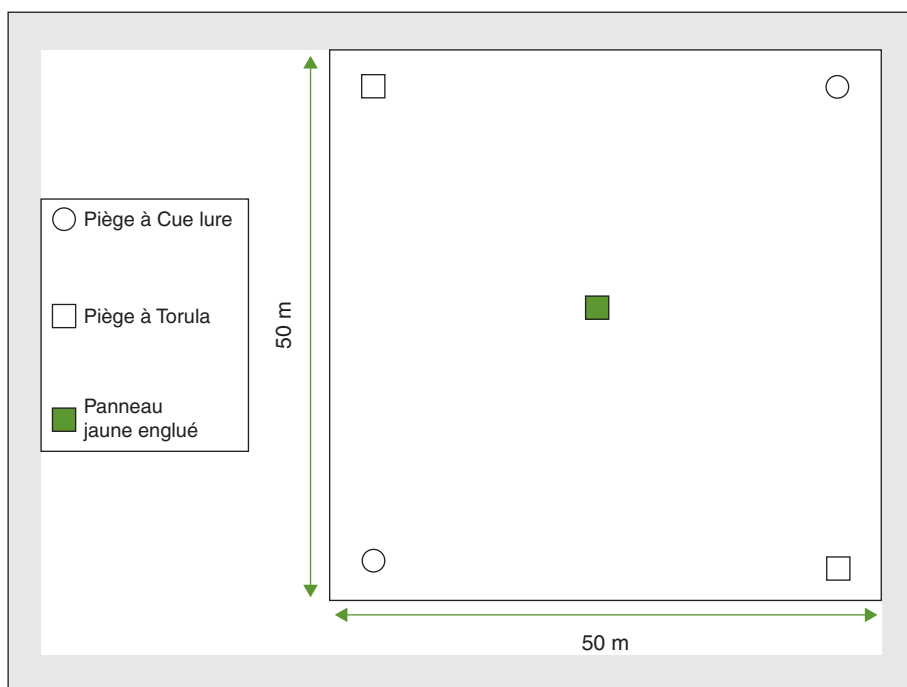 Piège à Cue lure
Piège à Torula
Panneau
jaune englué
50 m
50 m